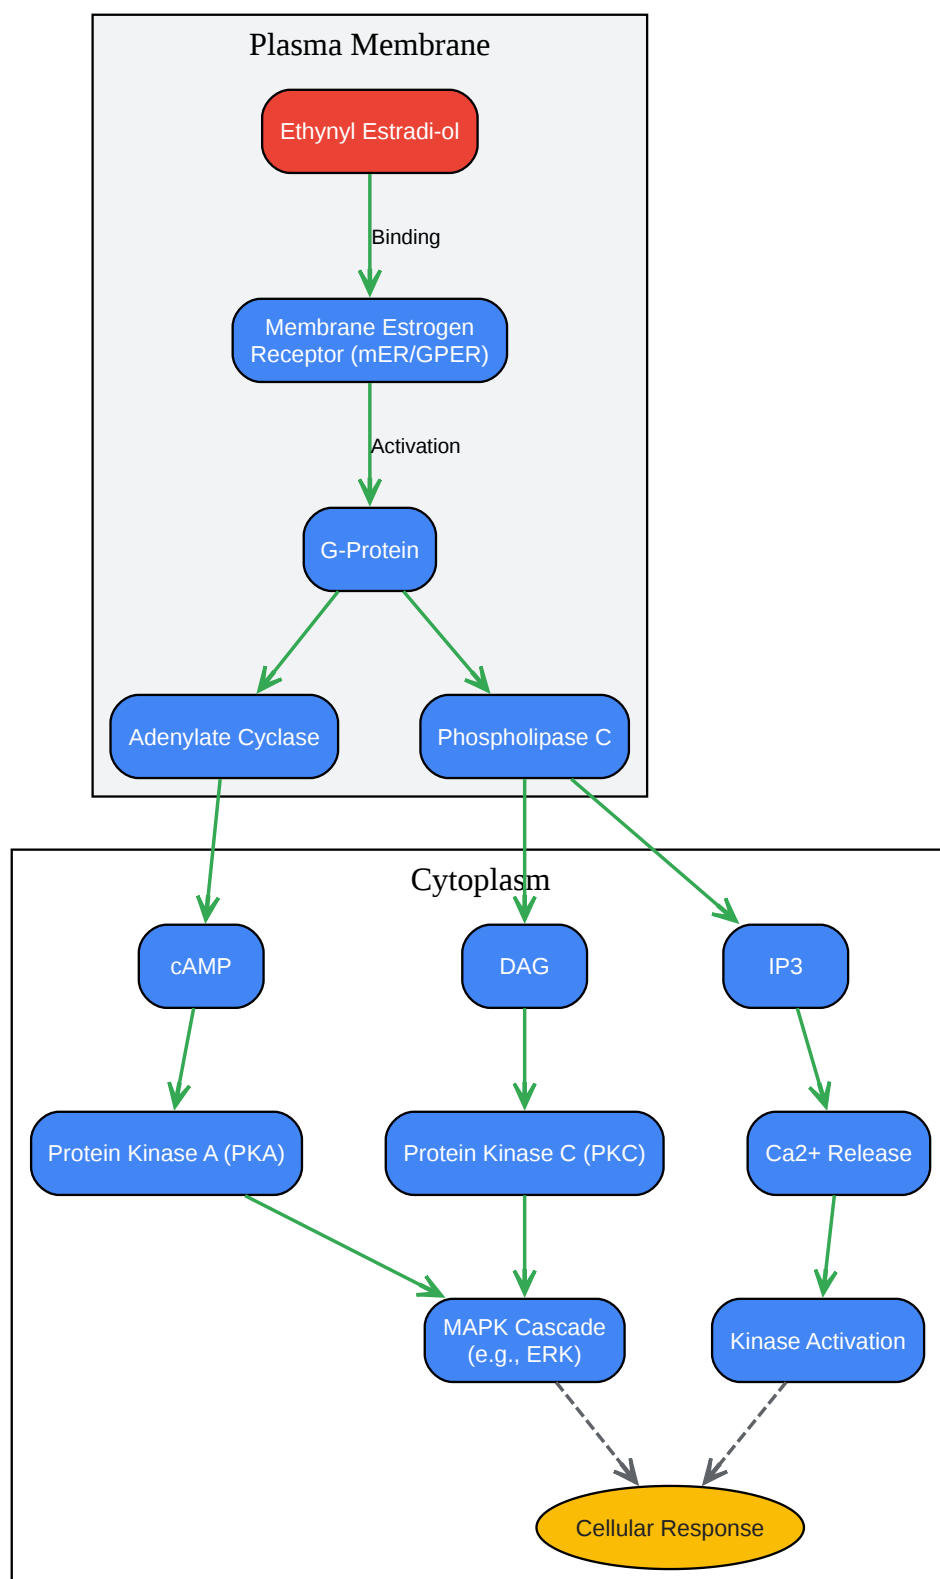 Plasma Membrane
Ethynyl Estradi-ol
Binding
Membrane Estrogen
Receptor (mER/GPER)
Activation
G-Protein
Adenylate Cyclase
Phospholipase C
Cytoplasm
cAMP
DAG
IP3
Protein Kinase A (PKA)
Protein Kinase C (PKC)
Ca2+ Release
MAPK Cascade
(e.g., ERK)
Kinase Activation
Cellular Response